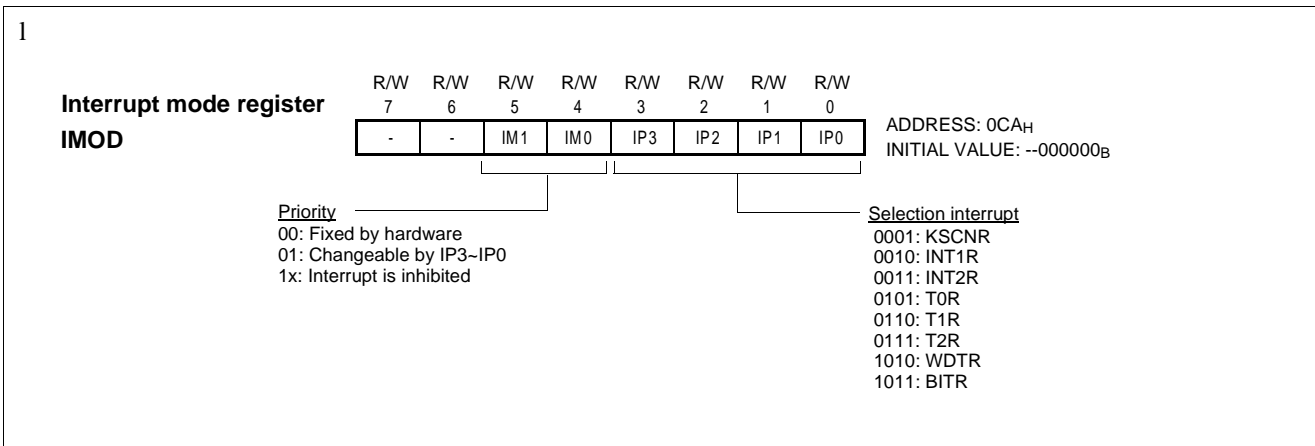 l
R/W R/W R/W R/W R/W R/W R/W R/W
Interrupt mode register 7 6 5 4 3 2 1 0
IMOD - - IM1 IM0 IP3 IP2 IP1 IP0
ADDRESS: 0CAH
INITIAL VALUE: --000000B
Priority
00: Fixed by hardware
01: Changeable by IP3~IP0
1x: Interrupt is inhibited
Selection interrupt
0001: KSCNR
0010: INT1R
0011: INT2R
0101: T0R
0110: T1R
0111: T2R
1010: WDTR
1011: BITR